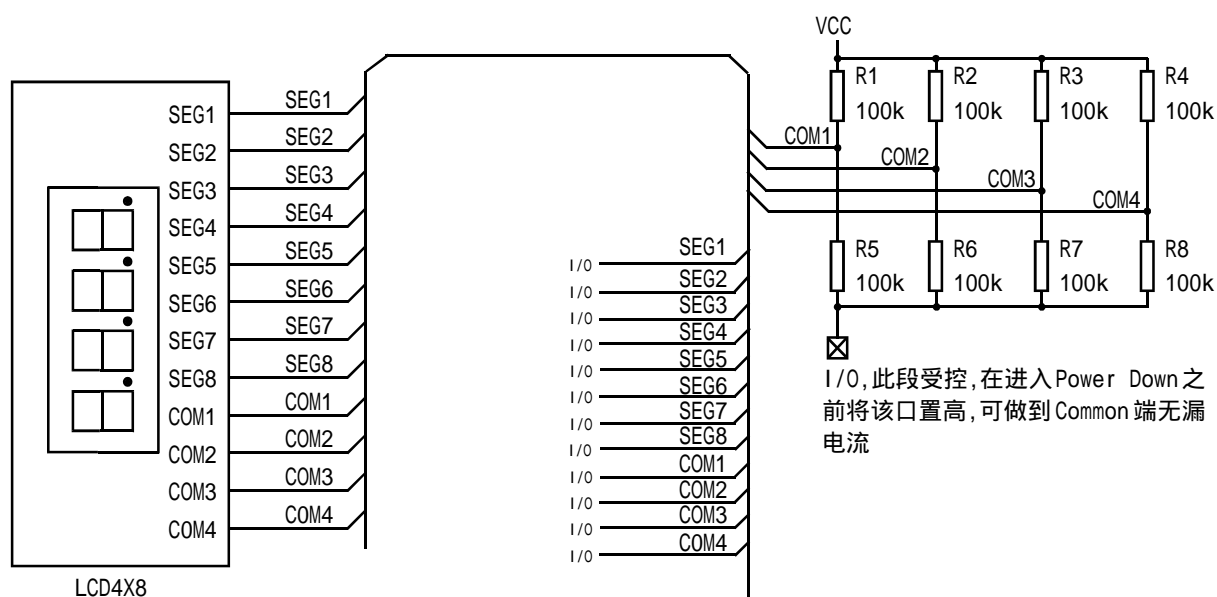 VCC
R1
R2
R3
R4
100k
100k
100k
100k
COM1
COM2
COM3
COM4
R5
R6
R7
R8
100k
100k
100k
100k
I/O,此段受控,在进入Power Down之
前将该口置高,可做到Common端无漏
电流
SEG1 SEG1
SEG2 SEG2
SEG3 SEG3
SEG4 SEG4
SEG5 SEG5
SEG6 SEG6
SEG7 SEG7
SEG8 SEG8
COM1 COM1
COM2 COM2
COM3 COM3
COM4 COM4
LCD4X8
I/O SEG1
I/O SEG2
I/O SEG3
I/O SEG4
I/O SEG5
I/O SEG6
I/O SEG7
I/O SEG8
I/O COM1
I/O COM2
I/O COM3
I/O COM4